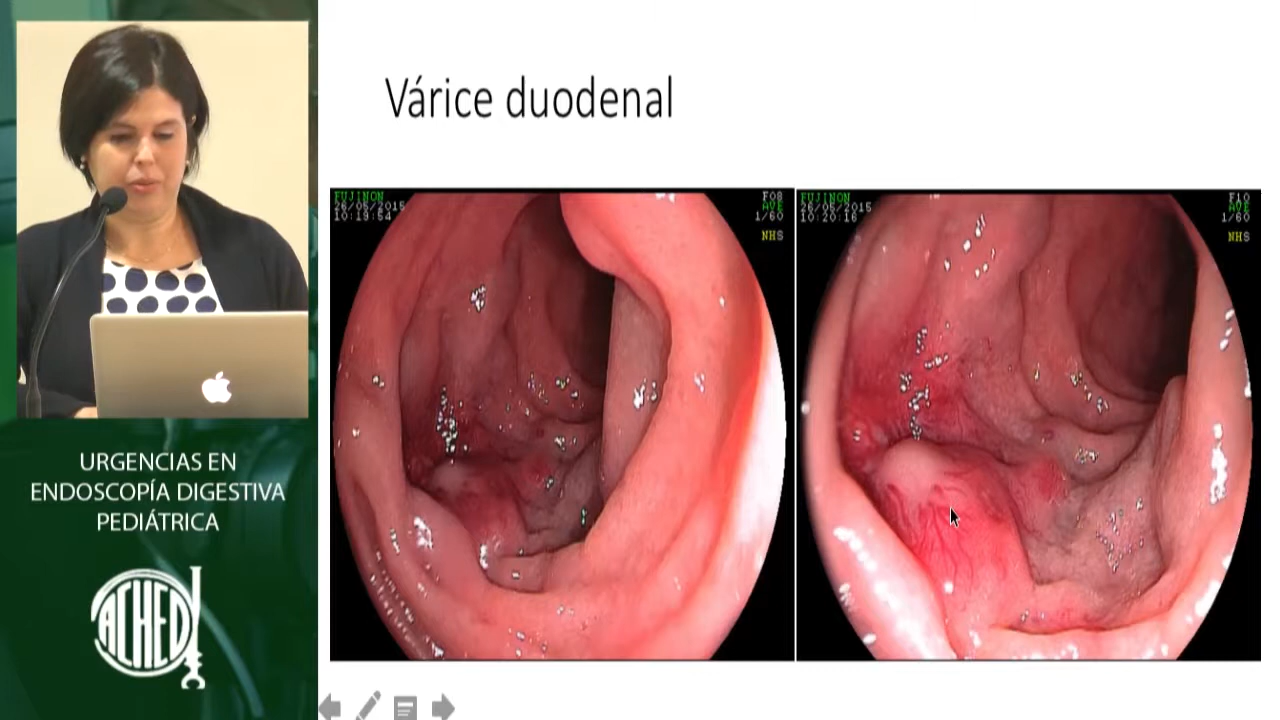 Várice duodenal
FUJINON
26/05/2015
10:19:54
F08
AVE
1/60
NHS
FUJINON
26/05/2015
10:20:16
F10
AVE
1/60
NHS
URGENCIAS EN
ENDOSCOPÍA DIGESTIVA
PEDIÁTRICA
ACHED